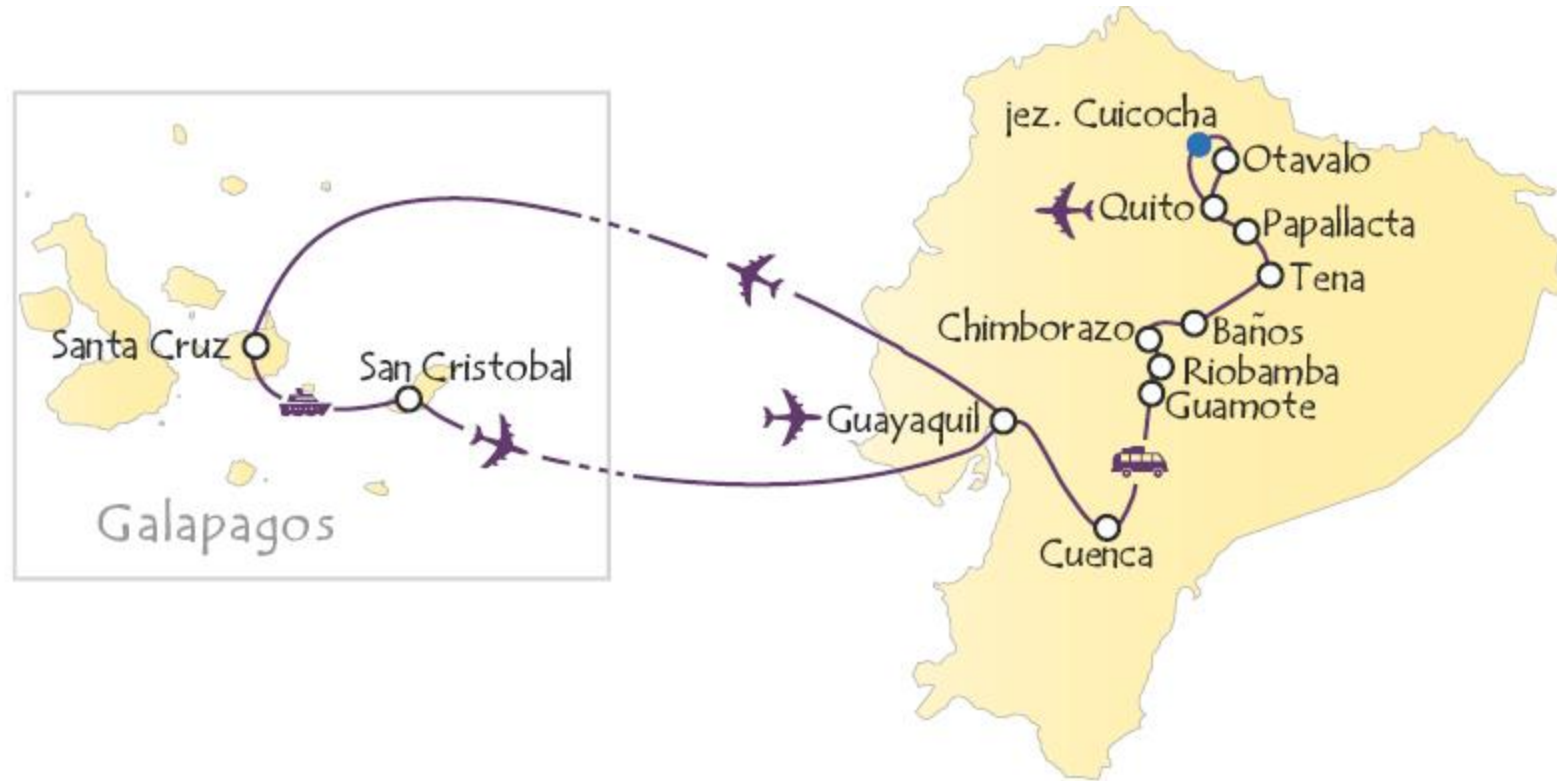 jez. Cuicocha
Otavalo
Quito
Papallacta
Tena
Chimborazo
Baños
Riobamba
Guamote
Santa Cruz
San Cristobal
Guayaquil
Galapagos
Cuenca